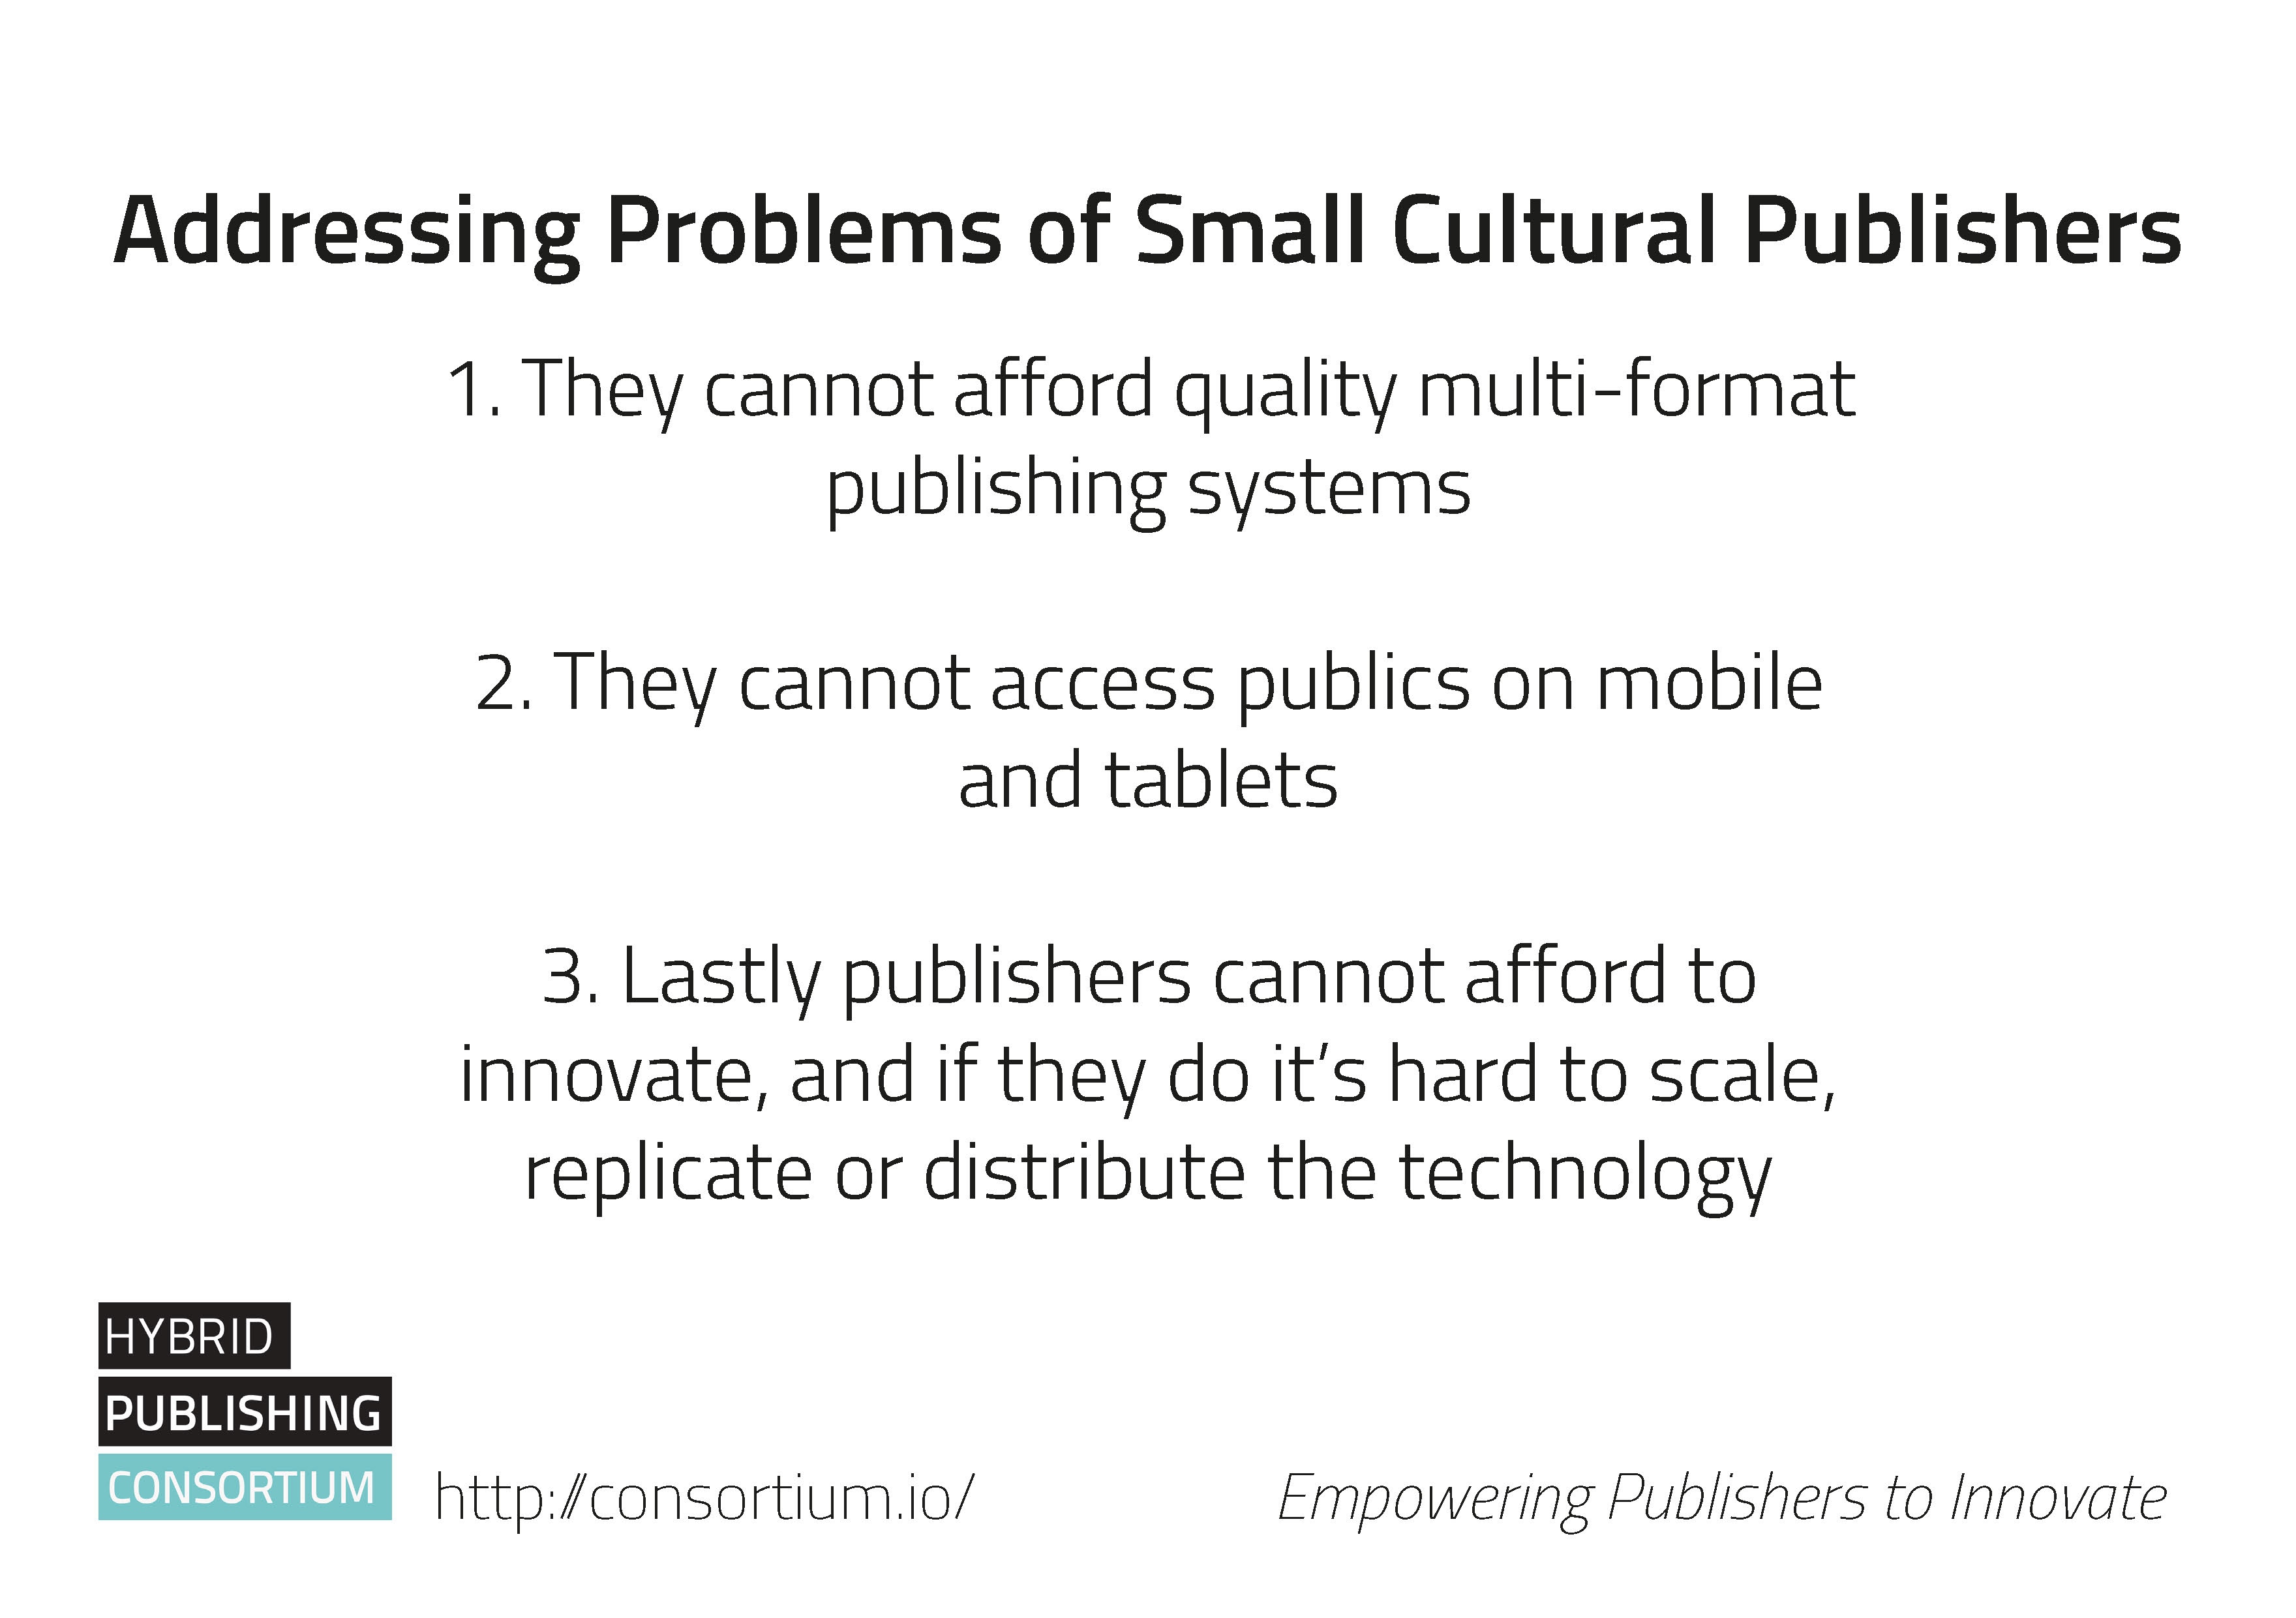 Addressing Problems of Small Cultural Publishers
1. They cannot afford quality multi-format
publishing systems
2. They cannot access publics on mobile
and tablets
3. Lastly publishers cannot afford to
innovate, and if they do it’s hard to scale,
replicate or distribute the technology
HYBRID
PUBLISHING
CONSORTIUM
http://consortium.io/
Empowering Publishers to Innovate